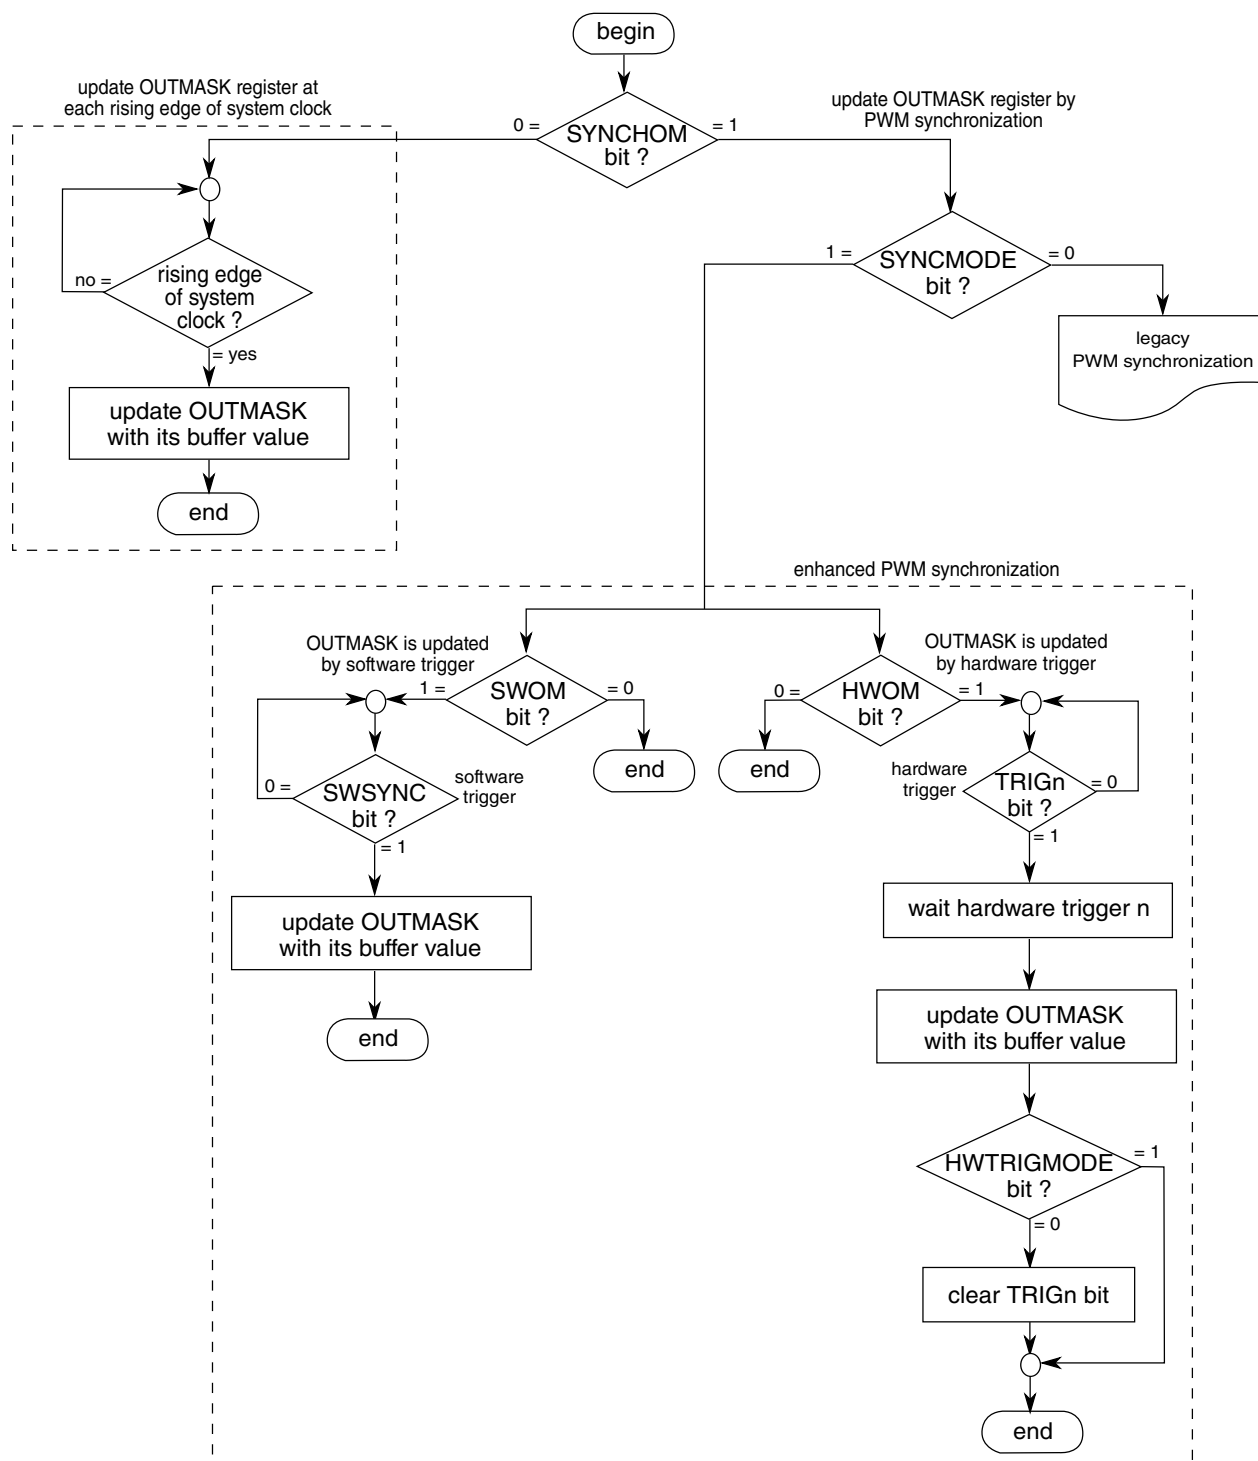 begin
update OUTMASK register at
each rising edge of system clock
update OUTMASK register by
PWM synchronization
0 =
SYNCHOM
bit ?
= 1
1 =
SYNCMODE
bit ?
= 0
no =
rising edge
of system
clock ?
= yes
legacy
PWM synchronization
update OUTMASK
with its buffer value
end
enhanced PWM synchronization
OUTMASK is updated
by software trigger
OUTMASK is updated
by hardware trigger
1 =
SWOM
bit ?
= 0
0 =
HWOM
bit ?
= 1
end
end
0 =
SWSYNC
bit ?
software
trigger
= 1
hardware
trigger
TRIGn
bit ?
= 0
= 1
update OUTMASK
with its buffer value
end
wait hardware trigger n
update OUTMASK
with its buffer value
HWTRIGMODE
bit ?
= 1
= 0
clear TRIGn bit
end